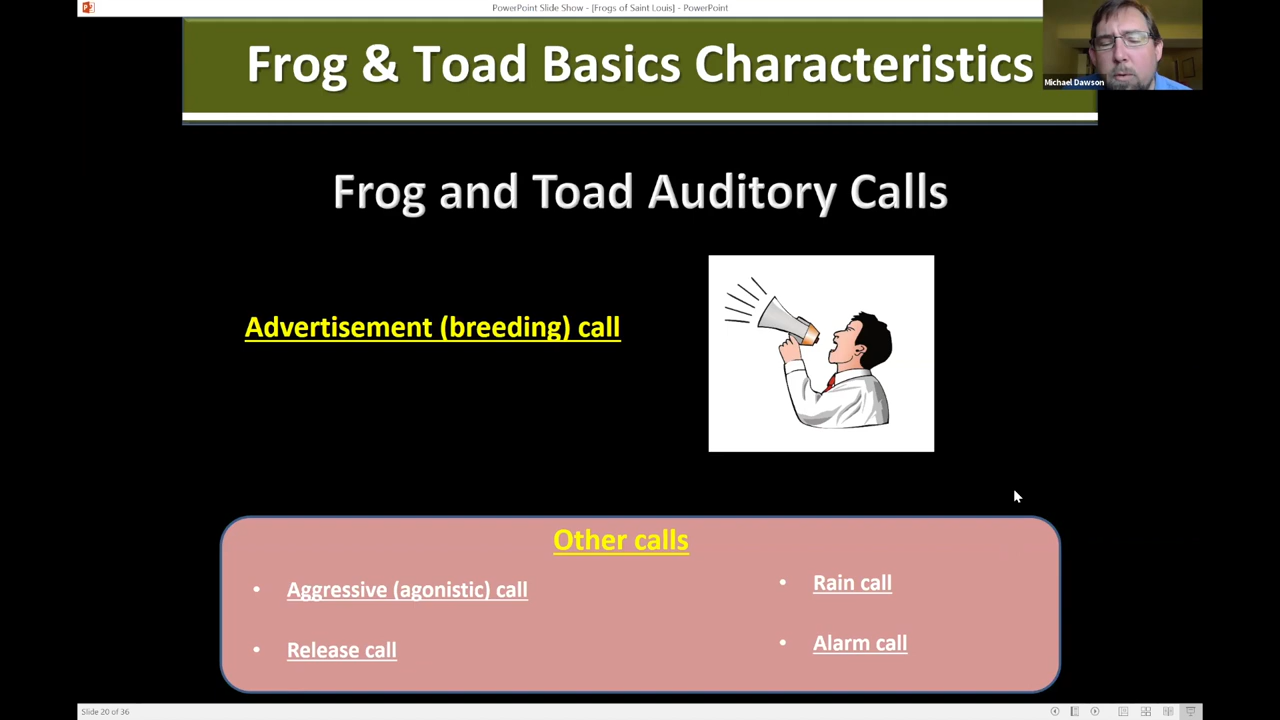 PowerPoint Slide Show - [Frogs of Saint Louis] - PowerPoint
Frog & Toad Basics Characteristics
Michael Dawson
Frog and Toad Auditory Calls
Advertisement (breeding) call
Other calls
• Aggressive (agonistic) call
• Rain call
• Release call
• Alarm call
Slide 20 of 36